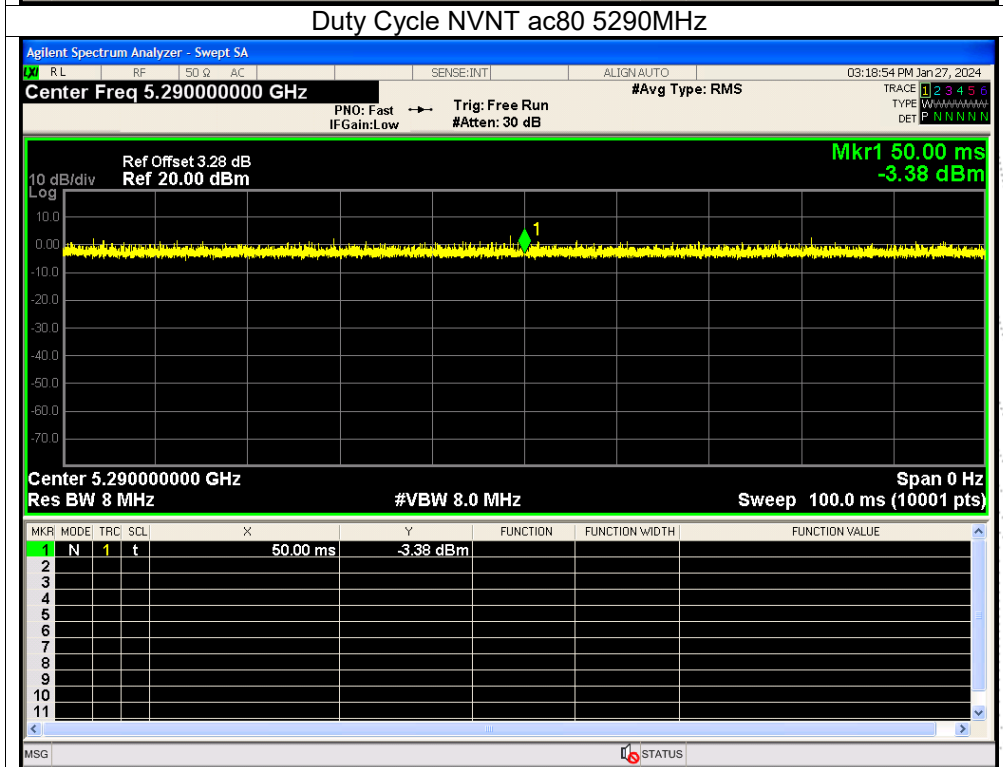 Duty Cycle NVNT ac80 5290MHz
Agilent Spectrum Analyzer - Swept SA
LXI RL RF 50 Ω AC SENSE:INT ALIGN AUTO 03:18:54 PM Jan 27, 2024
Center Freq 5.290000000 GHz #Avg Type: RMS TRACE 1 2 3 4 5 6
PNO: Fast Trig: Free Run TYPE WWWWWW
IFGain:Low #Atten: 30 dB DET P N N N N N
Mkr1 50.00 ms
Ref Offset 3.28 dB
10 dB/div Ref 20.00 dBm -3.38 dBm
Log
10.0
1
0.00
-10.0
-20.0
-30.0
-40.0
-50.0
-60.0
-70.0
Center 5.290000000 GHz Span 0 Hz
Res BW 8 MHz #VBW 8.0 MHz Sweep 100.0 ms (10001 pts)
MKR MODE TRC SCL X Y FUNCTION FUNCTION WIDTH FUNCTION VALUE
1 N 1 t 50.00 ms -3.38 dBm
2
3
4
5
6
7
8
9
10
11
MSG STATUS